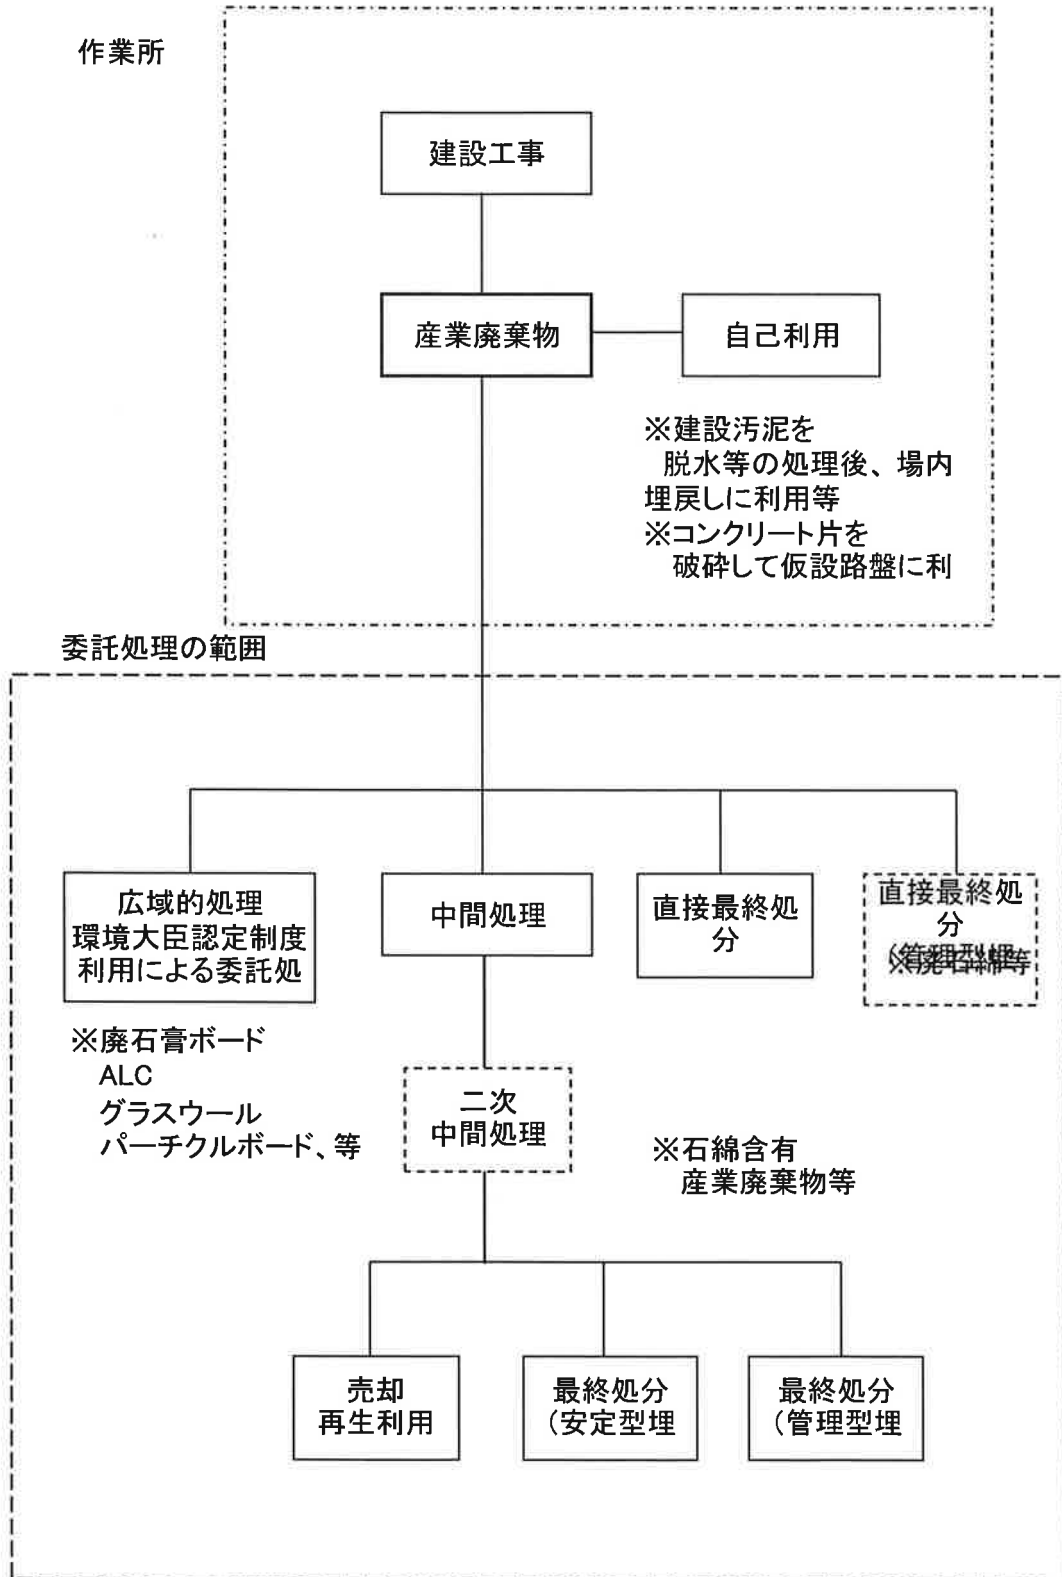 作業所
建設工事
産業廃棄物
自己利用
※建設汚泥を
脱水等の処理後、場内
埋戻しに利用等
※コンクリート片を
破砕して仮設路盤に利
委託処理の範囲
広域的処理
環境大臣認定制度
利用による委託処
※廃石膏ボード
ALC
グラスウール
パーチクルボード、等
中間処理
直接最終処
分
直接最終処
分
(管理型埋
※廃石綿等
二次
中間処理
※石綿含有
産業廃棄物等
売却
再生利用
最終処分
(安定型埋
最終処分
(管理型埋